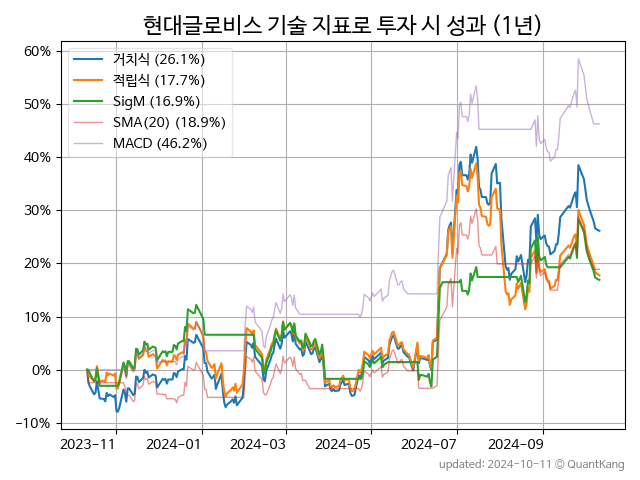 현대글로비스 기술 지표로 투자 시 성과 (1년)
60%
50%
40%
30%
20%
10%
0%
−10%
거치식 (26.1%)
적립식 (17.7%)
SigM (16.9%)
SMA(20) (18.9%)
MACD (46.2%)
2023-11 2024-01 2024-03 2024-05 2024-07 2024-09
updated: 2024-10-11 © QuantKang